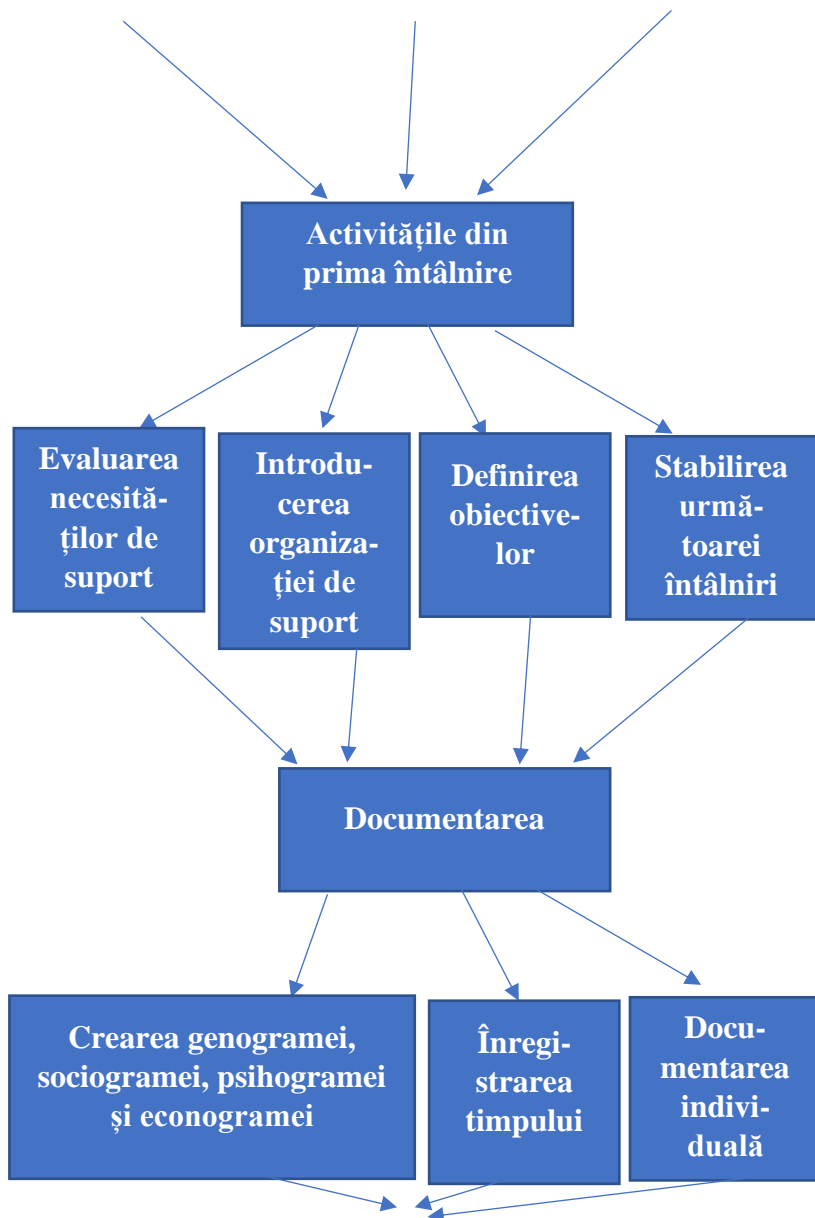 Activitățile din
prima întâlnire
Evaluarea
necesită-
ților de
suport
Introdu-
cerea
organiza-
ției de
suport
Definirea
obiective-
lor
Stabilirea
urmă-
toarei
întâlniri
Documentarea
Crearea genogramei,
sociogramei, psihogramei
și econogramei
Înregi-
strarea
timpului
Docu-
mentarea
indivi-
duală